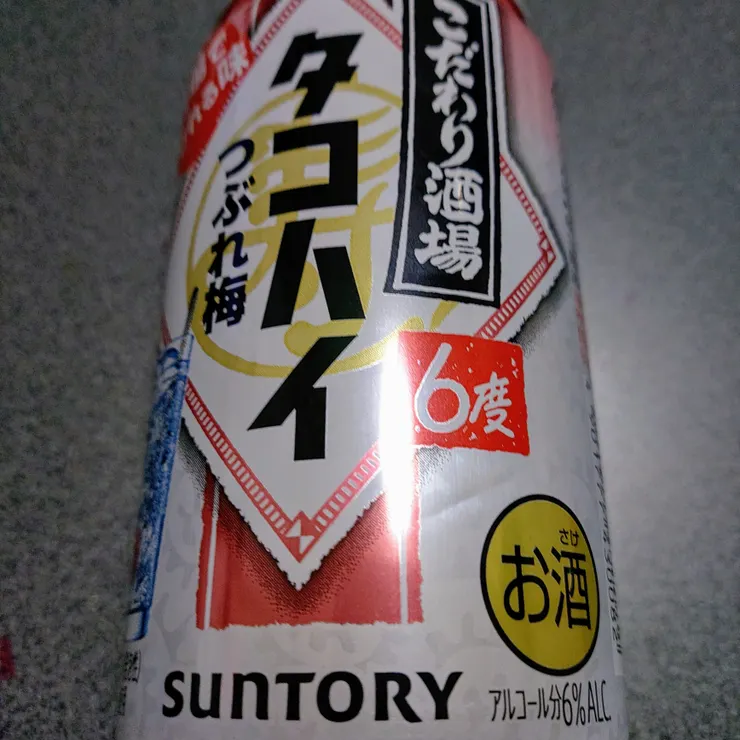 こだわり酒場
タコハイ
つぶれ梅
味
6度
さけ
お酒
SUNTORY
アルコール分6%ALC.